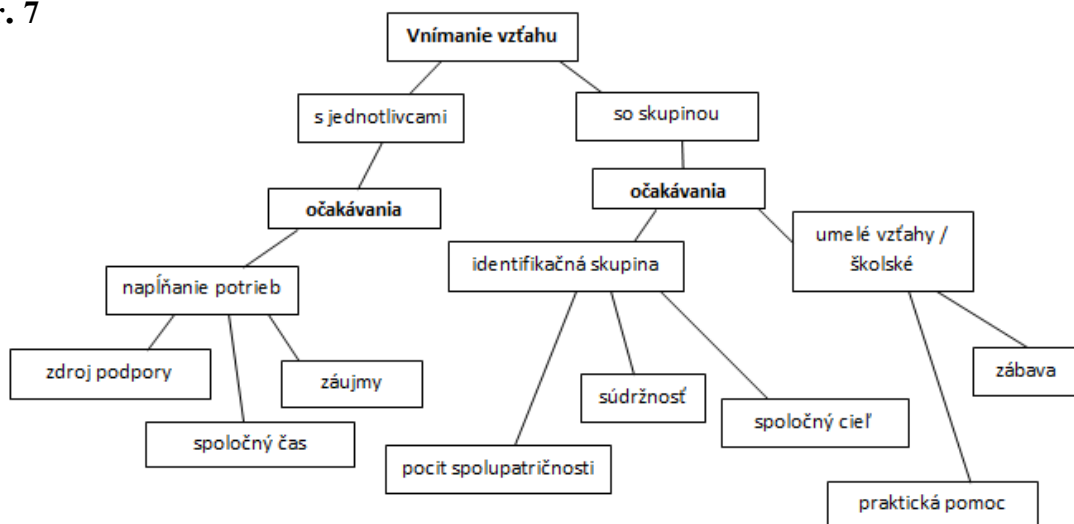 r. 7
Vnímanie vzťahu
s jednotlivcami
so skupinou
očakávania
očakávania
umelé vzťahy /
školské
identifikačná skupina
napĺňanie potrieb
zdroj podpory
záujmy
zábava
súdržnosť
spoločný cieľ
spoločný čas
pocit spolupatričnosti
praktická pomoc